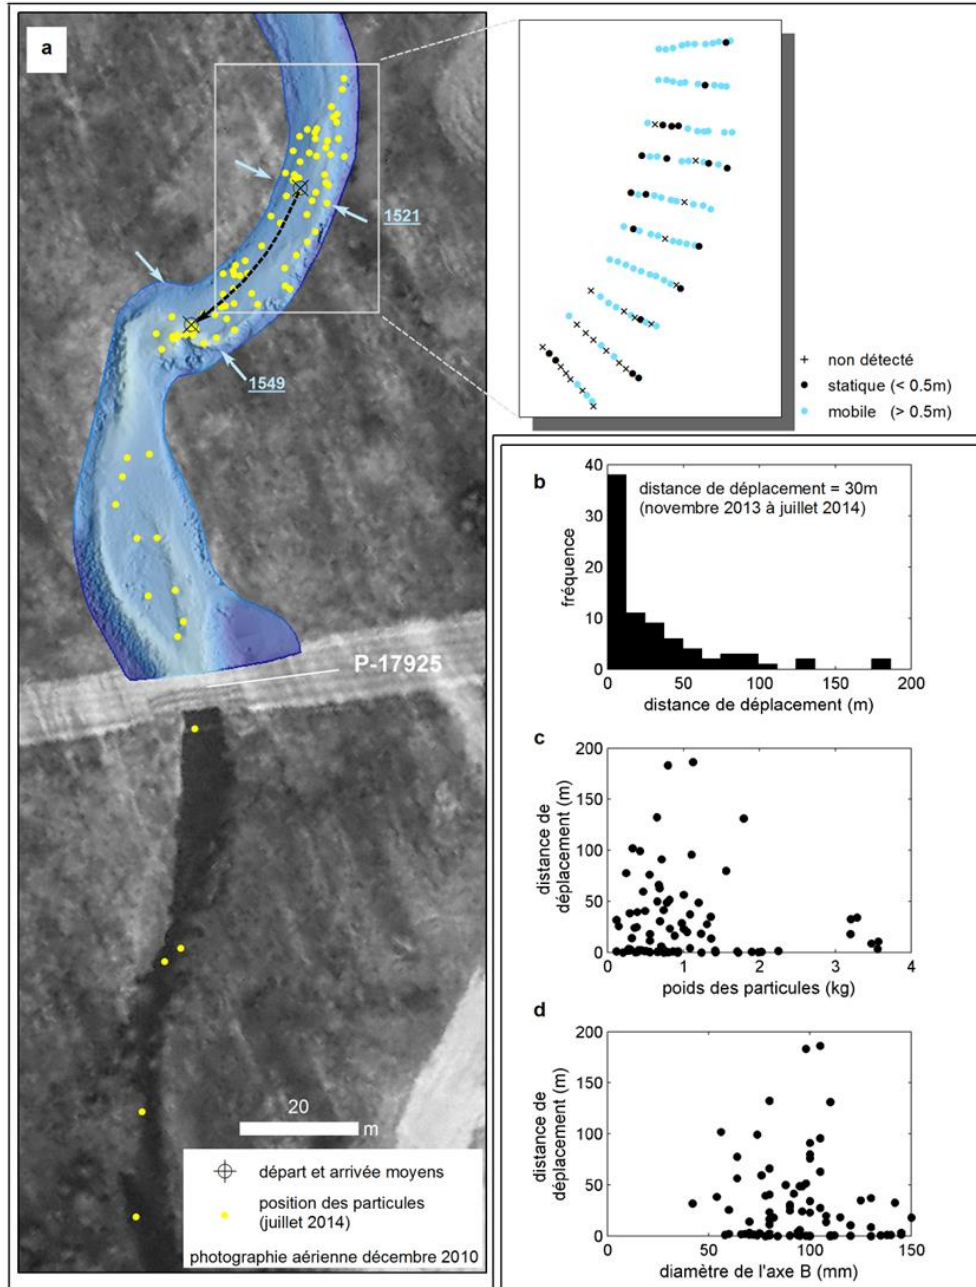 a
1521
1549
P-17925
20
m
départ et arrivée moyens
position des particules
(juillet 2014)
photographie aérienne décembre 2010
non détecté
statique (< 0.5m)
mobile (> 0.5m)
b
distance de déplacement = 30m
(novembre 2013 à juillet 2014)
fréquence
40
30
20
10
0
0 50 100 150 200
distance de déplacement (m)
c
distance de
déplacement (m)
200
150
100
50
0
0 1 2 3 4
poids des particules (kg)
d
distance de
déplacement (m)
200
150
100
50
0
0 50 100 150
diamètre de l'axe B (mm)